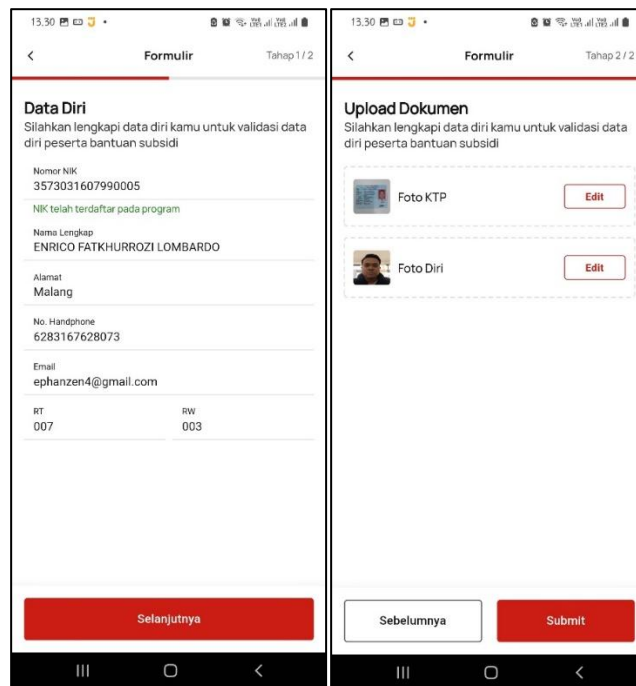 13.30
Formulir
Tahap 1 / 2
Data Diri
Silahkan lengkapi data diri kamu untuk validasi data
diri peserta bantuan subsidi
Nomor NIK
3573031607990005
NIK telah terdaftar pada program
Nama Lengkap
ENRICO FATKHURROZI LOMBARDO
Alamat
Malang
No. Handphone
6283167628073
Email
ephanzen4@gmail.com
RT
007
RW
003
Selanjutnya
13.30
Formulir
Tahap 2 / 2
Upload Dokumen
Silahkan lengkapi data diri kamu untuk validasi data
diri peserta bantuan subsidi
Foto KTP
Edit
Foto Diri
Edit
Sebelumnya
Submit